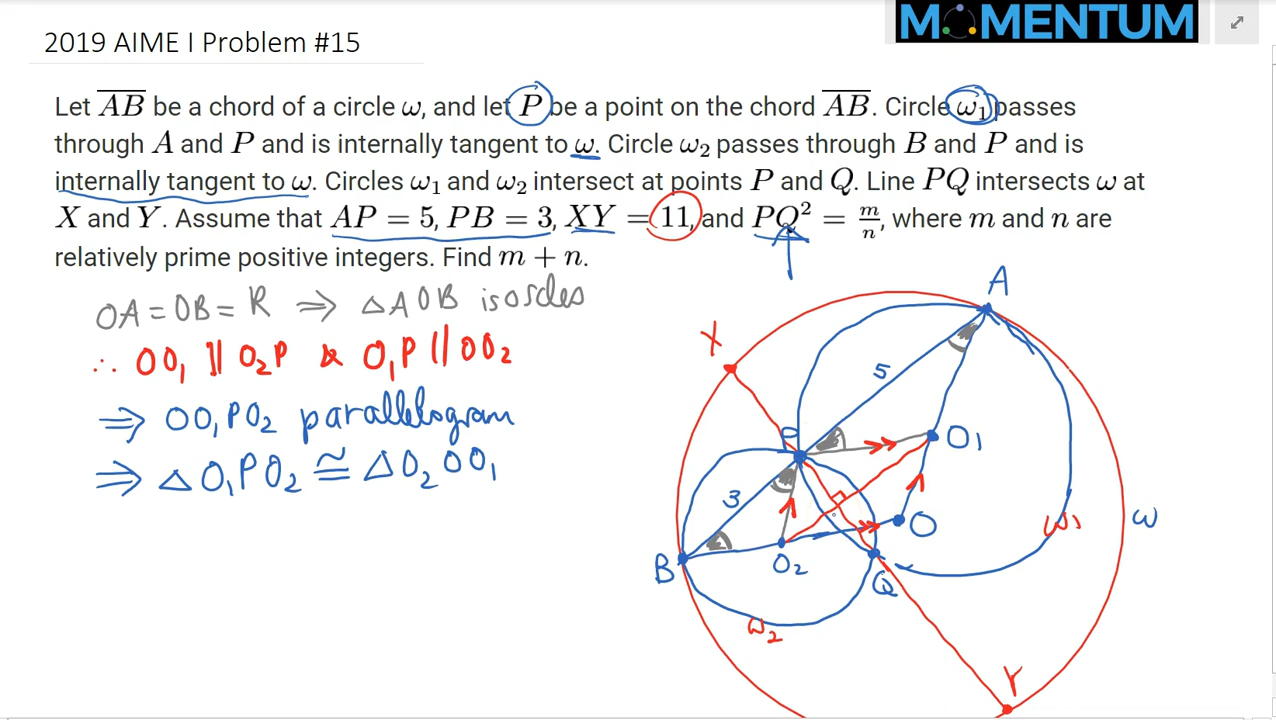 MOMENTUM
2019 AIME I Problem #15
Let AB be a chord of a circle ω, and let P be a point on the chord AB. Circle ω₁ passes
through A and P and is internally tangent to ω. Circle ω₂ passes through B and P and is
internally tangent to ω. Circles ω₁ and ω₂ intersect at points P and Q. Line PQ intersects ω at
X and Y. Assume that AP = 5, PB = 3, XY = 11, and PQ² = m/n, where m and n are
relatively prime positive integers. Find m + n.
OA = OB = R ⇒ △AOB isosceles
∴ OO₁ || O₂P & O₁P || OO₂
⇒ OO₁PO₂ parallelogram
⇒ △O₁PO₂ ≅ △O₂OO₁
A
X
5
P
O₁
3
O
ω₁
ω
B
O₂
Q
ω₂
Y